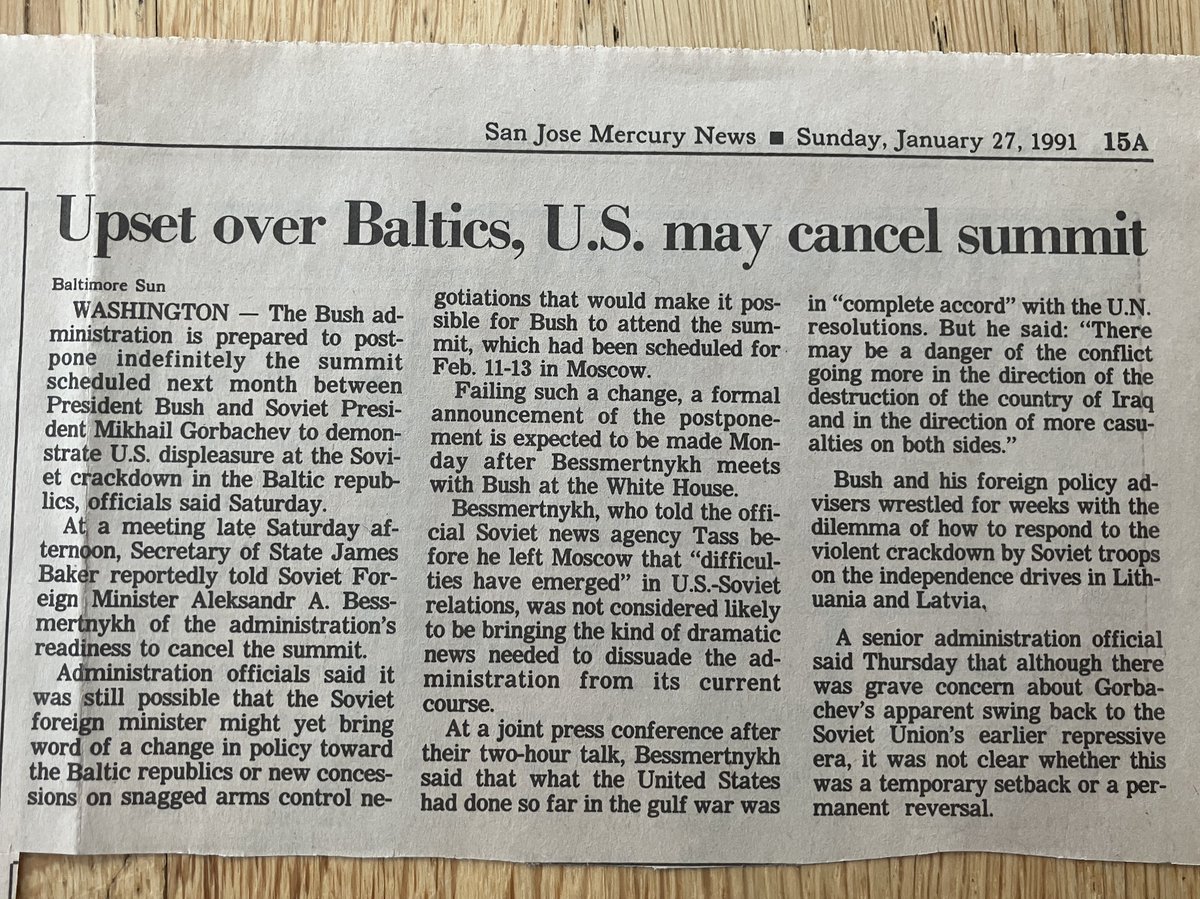 San Jose Mercury News ■ Sunday, January 27, 1991 15A
Upset over Baltics, U.S. may cancel summit
Baltimore Sun
WASHINGTON — The Bush ad-
ministration is prepared to post-
pone indefinitely the summit
scheduled next month between
President Bush and Soviet Presi-
dent Mikhail Gorbachev to demon-
strate U.S. displeasure at the Sovi-
et crackdown in the Baltic repub-
lics, officials said Saturday.
At a meeting late Saturday af-
ternoon, Secretary of State James
Baker reportedly told Soviet For-
eign Minister Aleksandr A. Bess-
mertnykh of the administration's
readiness to cancel the summit.
Administration officials said it
was still possible that the Soviet
foreign minister might yet bring
word of a change in policy toward
the Baltic republics or new conces-
sions on snagged arms control ne-
gotiations that would make it pos-
sible for Bush to attend the sum-
mit, which had been scheduled for
Feb. 11-13 in Moscow.
Failing such a change, a formal
announcement of the postpone-
ment is expected to be made Mon-
day after Bessmertnykh meets
with Bush at the White House.
Bessmertnykh, who told the offi-
cial Soviet news agency Tass be-
fore he left Moscow that "difficul-
ties have emerged" in U.S.-Soviet
relations, was not considered likely
to be bringing the kind of dramatic
news needed to dissuade the ad-
ministration from its current
course.
At a joint press conference after
their two-hour talk, Bessmertnykh
said that what the United States
had done so far in the gulf war was
in "complete accord" with the U.N.
resolutions. But he said: "There
may be a danger of the conflict
going more in the direction of the
destruction of the country of Iraq
and in the direction of more casu-
alties on both sides."
Bush and his foreign policy ad-
visers wrestled for weeks with the
dilemma of how to respond to the
violent crackdown by Soviet troops
on the independence drives in Lith-
uania and Latvia.
A senior administration official
said Thursday that although there
was grave concern about Gorba-
chev's apparent swing back to the
Soviet Union's earlier repressive
era, it was not clear whether this
was a temporary setback or a per-
manent reversal.